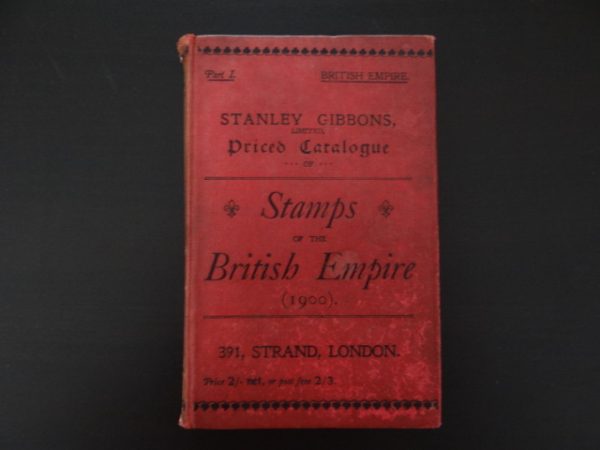 Part I.
BRITISH EMPIRE.
STANLEY GIBBONS,
LIMITED,
Priced Catalogue
OF
Stamps
OF THE
British Empire
(1900).
391, STRAND, LONDON.
Price 2/- net, or post free 2/3.